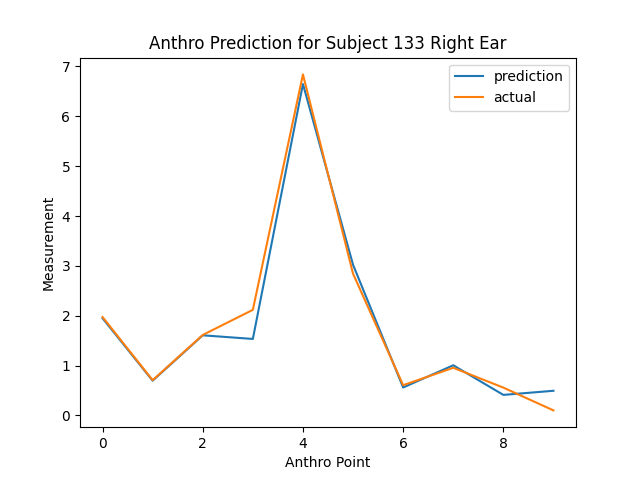 Anthro Prediction for Subject 133 Right Ear
prediction
actual
7
6
5
4
3
2
1
0
Measurement
0 2 4 6 8
Anthro Point